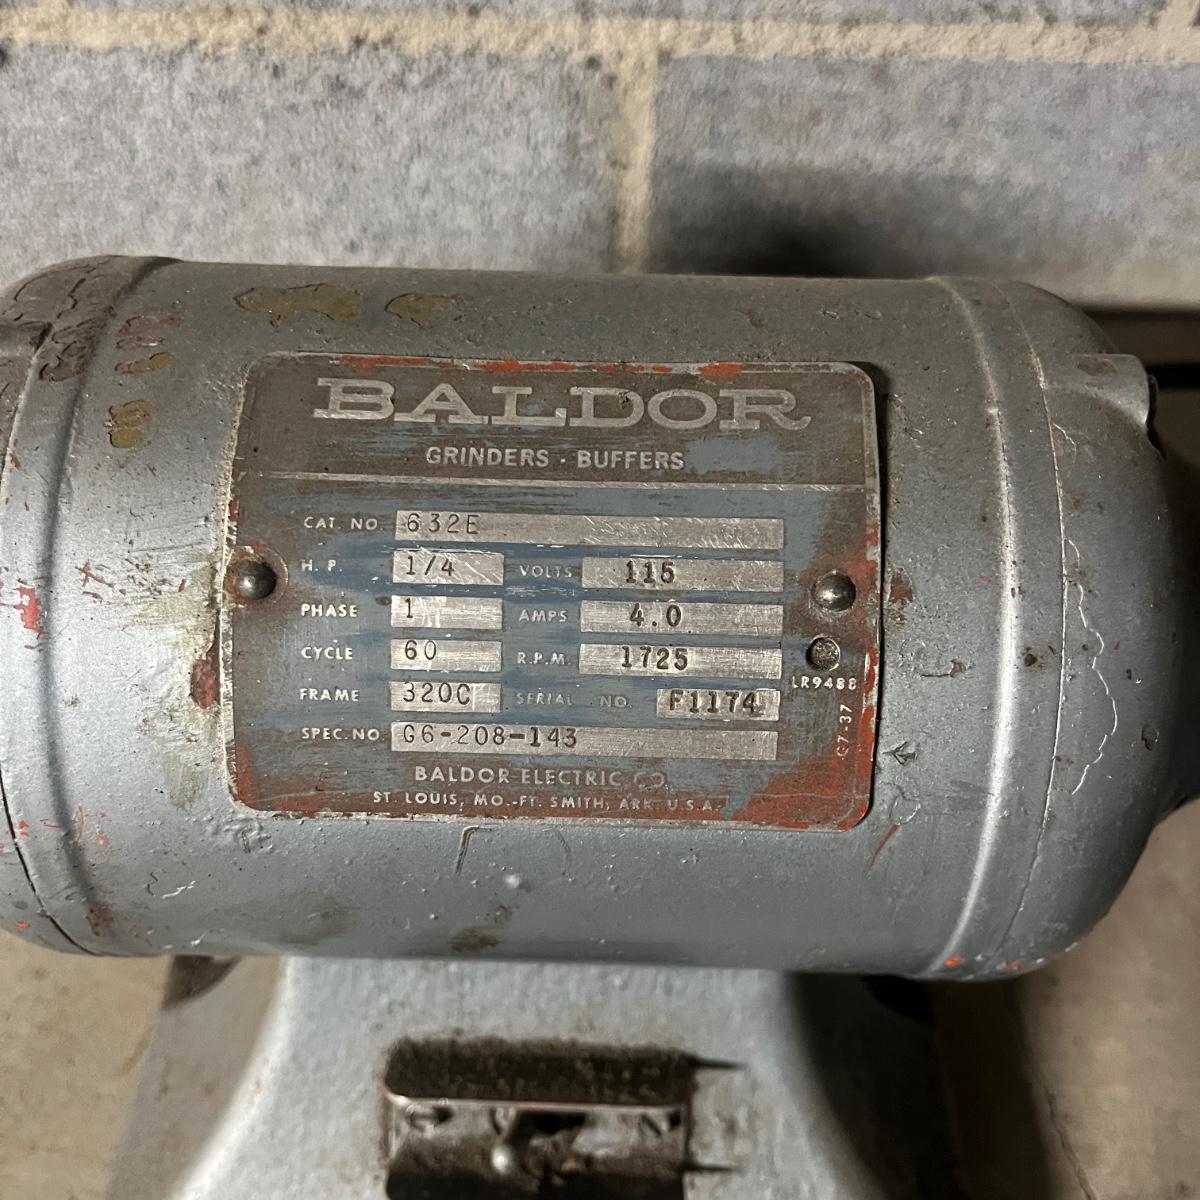 BALDOR
GRINDERS · BUFFERS
CAT. NO. 632E
H. P. 1/4 VOLTS 115
PHASE 1 AMPS 4.0
CYCLE 60 R.P.M. 1725
FRAME 320C SERIAL NO. F1174
LR9488
SPEC. NO. G6-208-143
G7-37
BALDOR ELECTRIC CO.
ST. LOUIS, MO.-FT. SMITH, ARK. U.S.A.